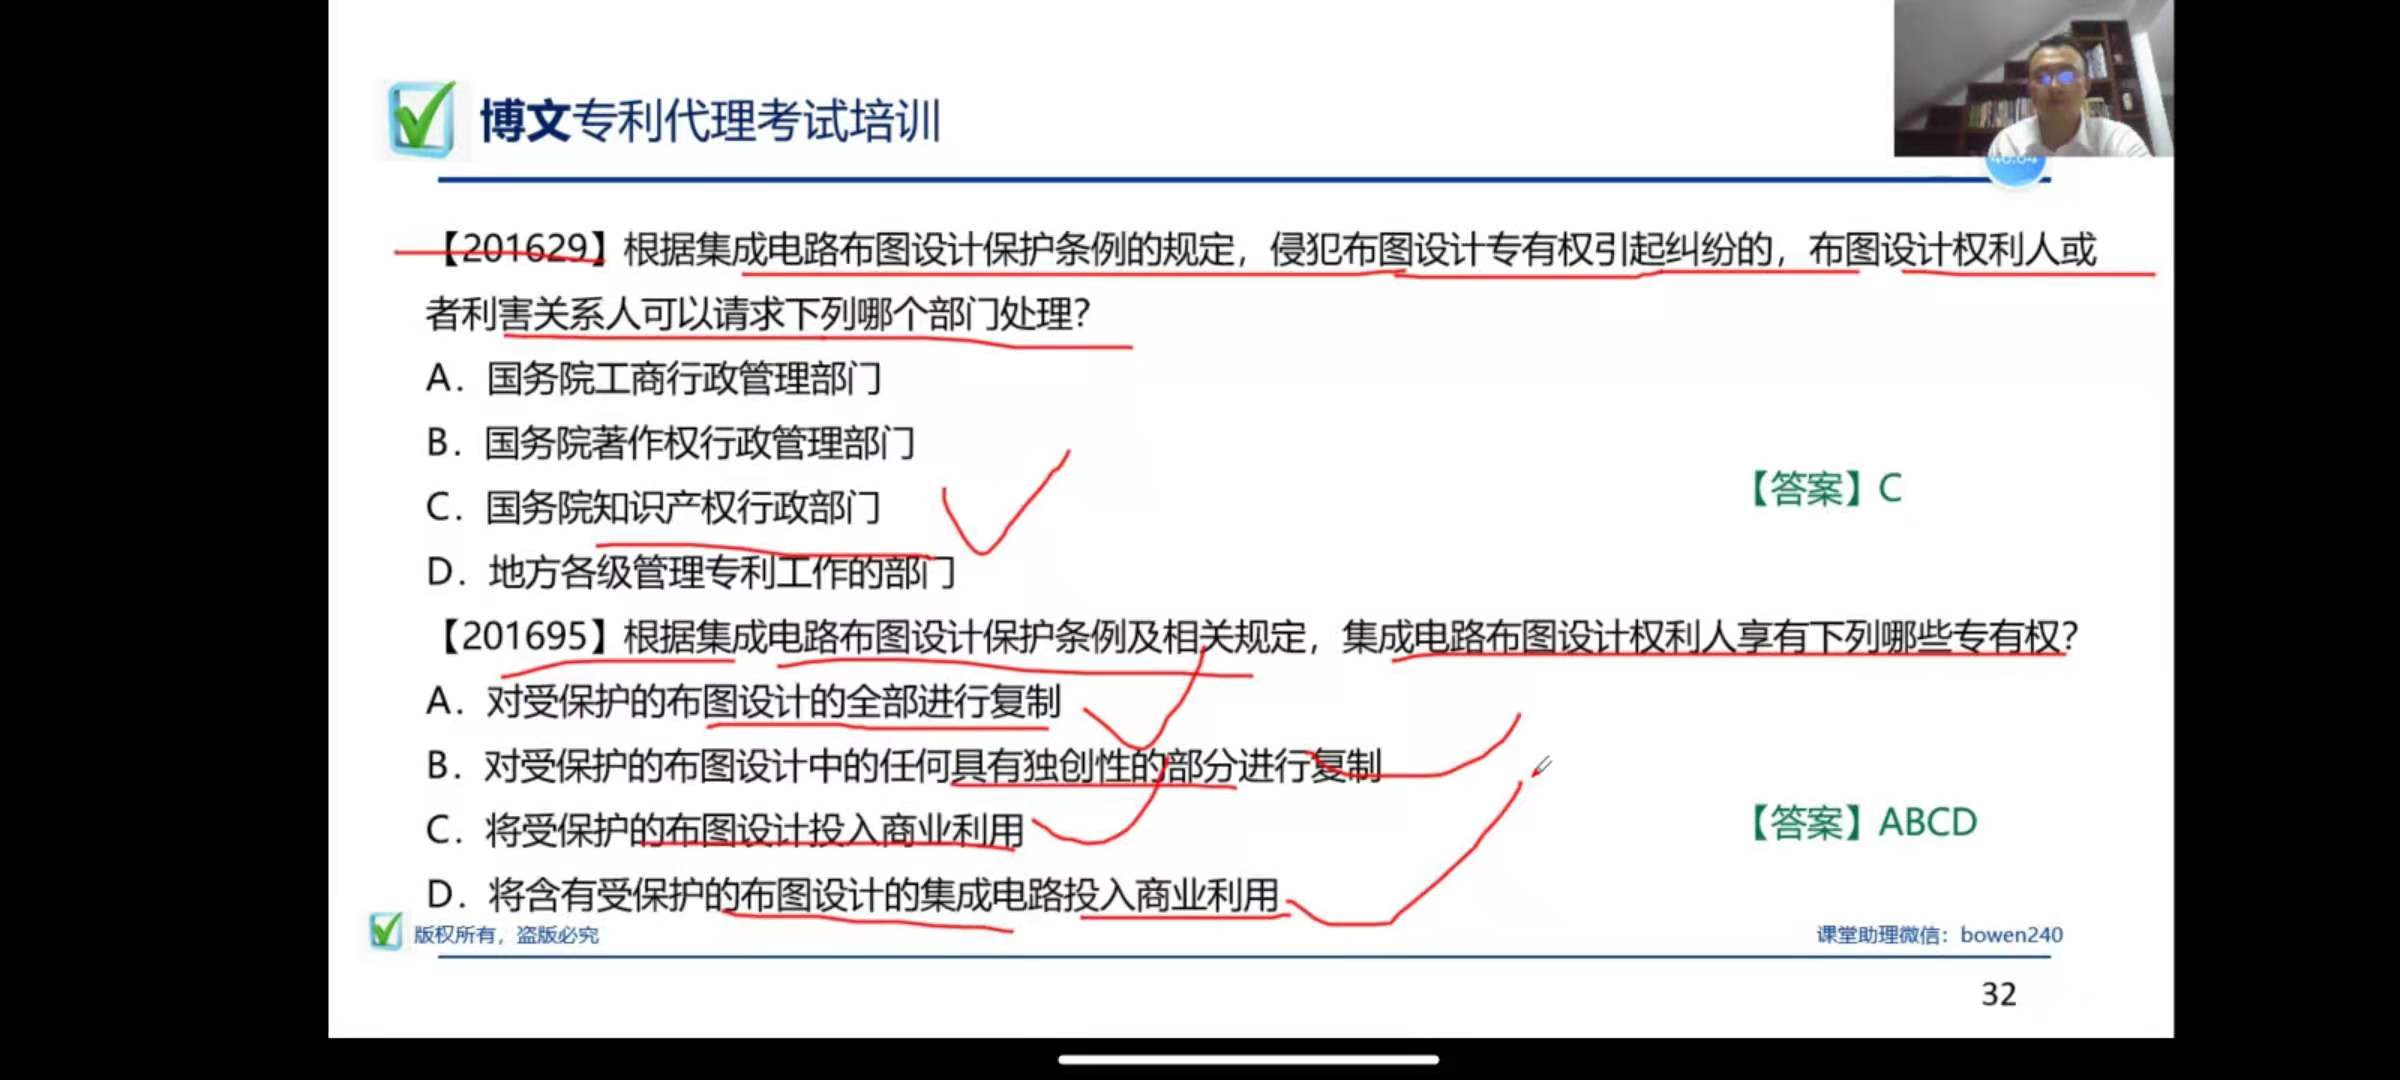 博文专利代理考试培训
【201629】根据集成电路布图设计保护条例的规定，侵犯布图设计专有权引起纠纷的，布图设计权利人或
者利害关系人可以请求下列哪个部门处理？
A．国务院工商行政管理部门
B．国务院著作权行政管理部门
C．国务院知识产权行政部门
D．地方各级管理专利工作的部门
【答案】C
【201695】根据集成电路布图设计保护条例及相关规定，集成电路布图设计权利人享有下列哪些专有权？
A．对受保护的布图设计的全部进行复制
B．对受保护的布图设计中的任何具有独创性的部分进行复制
C．将受保护的布图设计投入商业利用
D．将含有受保护的布图设计的集成电路投入商业利用
【答案】ABCD
版权所有，盗版必究
课堂助理微信：bowen240
32